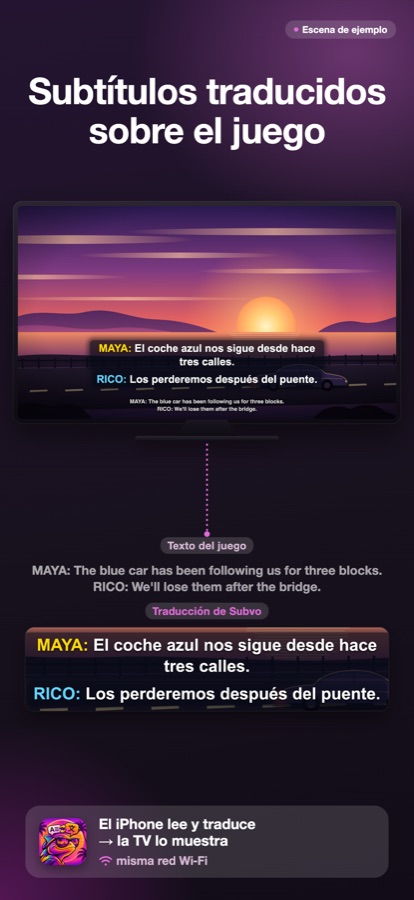 Escena de ejemplo
Subtítulos traducidos
sobre el juego
MAYA: El coche azul nos sigue desde hace
tres calles.
RICO: Los perderemos después del puente.
MAYA: The blue car has been following us for three blocks.
RICO: We'll lose them after the bridge.
Texto del juego
MAYA: The blue car has been following us for three blocks.
RICO: We'll lose them after the bridge.
Traducción de Subvo
MAYA: El coche azul nos sigue desde hace
tres calles.
RICO: Los perderemos después del puente.
El iPhone lee y traduce
→ la TV lo muestra
misma red Wi-Fi